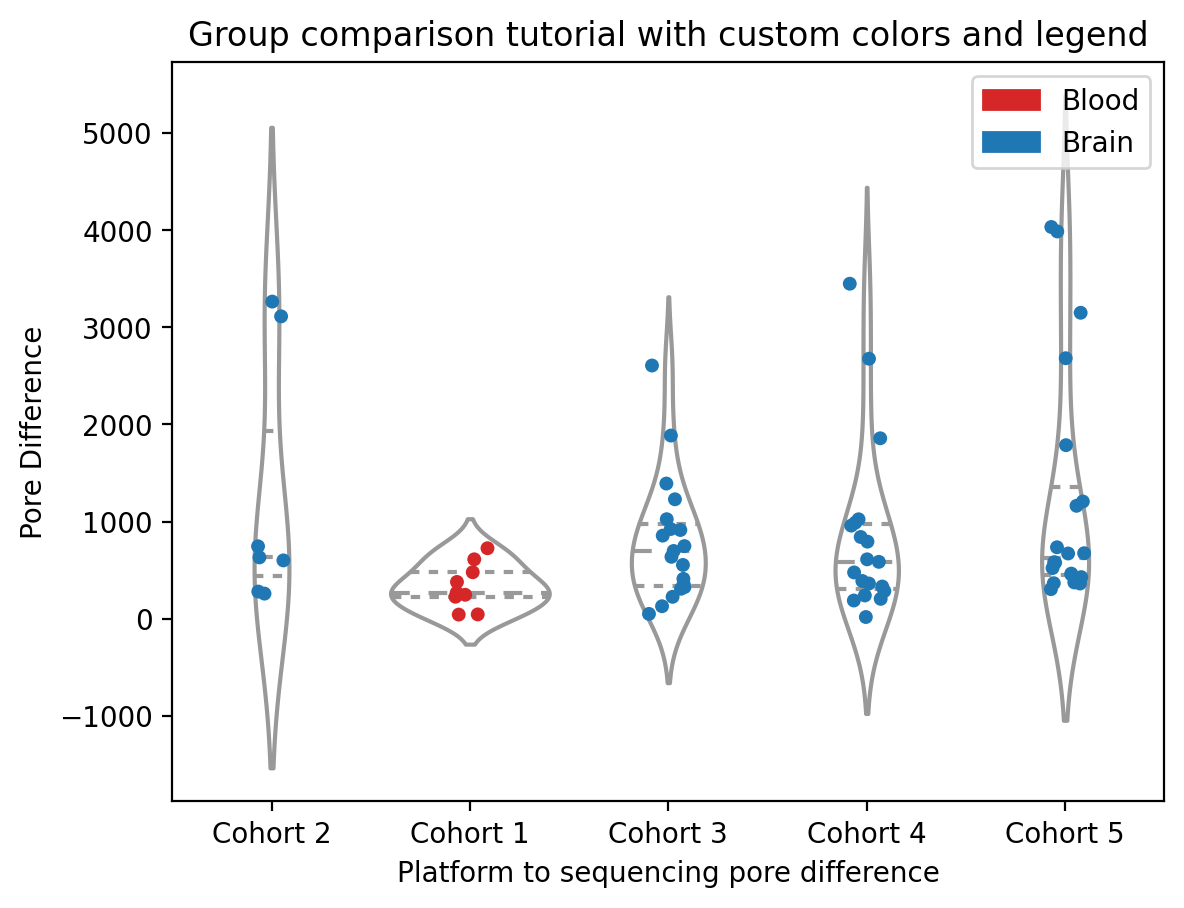 Group comparison tutorial with custom colors and legend
Blood
Brain
5000
4000
3000
2000
1000
0
−1000
Pore Difference
Cohort 2
Cohort 1
Cohort 3
Cohort 4
Cohort 5
Platform to sequencing pore difference